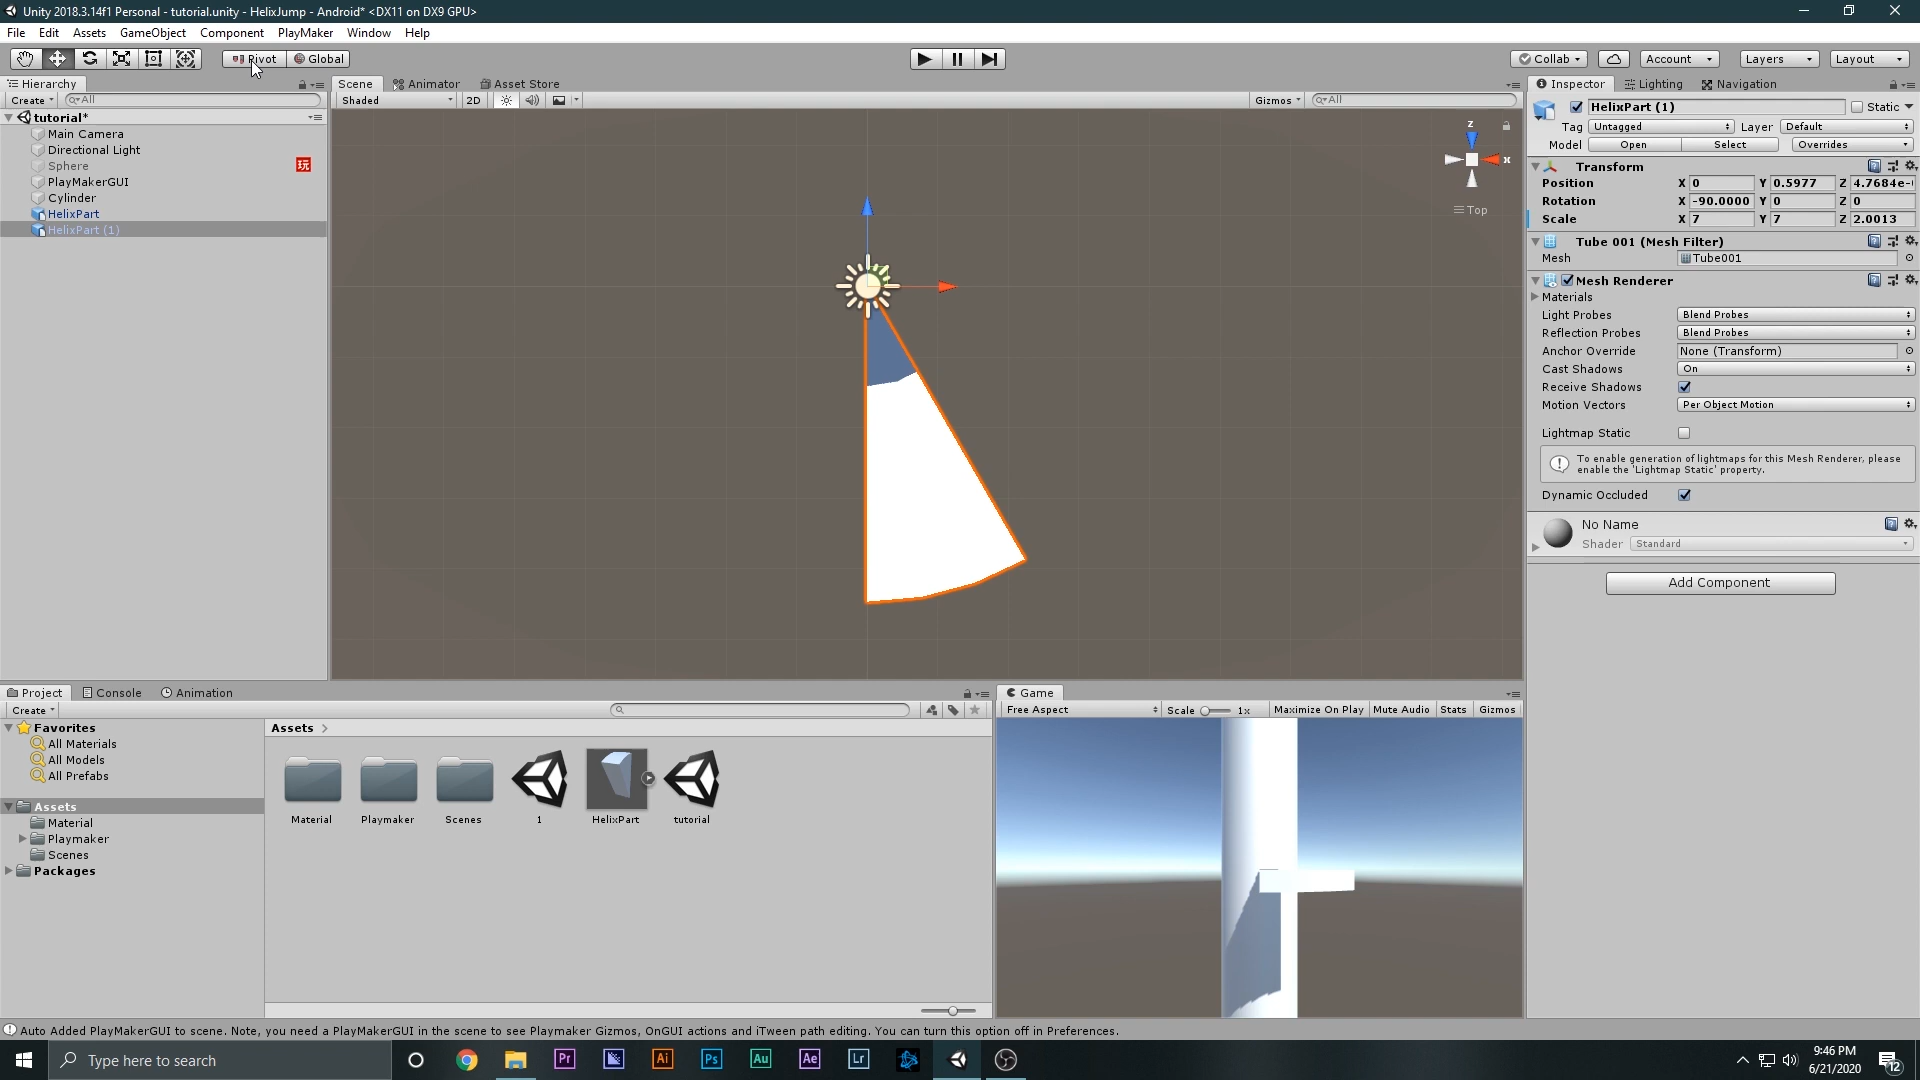 Unity 2018.3.14f1 Personal - tutorial.unity - HelixJump - Android* <DX11 on DX9 GPU>
File Edit Assets GameObject Component PlayMaker Window Help
Pivot Global Collab Account Layers Layout
Hierarchy
Create All
tutorial*
Main Camera
Directional Light
Sphere 玩
PlayMakerGUI
Cylinder
HelixPart
HelixPart (1)
Scene Animator Asset Store
Shaded 2D Gizmos All
z
x
Top
Inspector Lighting Navigation
HelixPart (1) Static
Tag Untagged Layer Default
Model Open Select Overrides
Transform
Position X 0 Y 0.5977 Z 4.7684e-
Rotation X -90.0000 Y 0 Z 0
Scale X 7 Y 7 Z 2.0013
Tube 001 (Mesh Filter)
Mesh Tube001
Mesh Renderer
Materials
Light Probes Blend Probes
Reflection Probes Blend Probes
Anchor Override None (Transform)
Cast Shadows On
Receive Shadows
Motion Vectors Per Object Motion
Lightmap Static
To enable generation of lightmaps for this Mesh Renderer, please
enable the 'Lightmap Static' property.
Dynamic Occluded
No Name
Shader Standard
Add Component
Project Console Animation
Create
Favorites
All Materials
All Models
All Prefabs
Assets
Material
Playmaker
Scenes
Packages
Assets
Material Playmaker Scenes 1 HelixPart tutorial
Game
Free Aspect Scale 1x Maximize On Play Mute Audio Stats Gizmos
Auto Added PlayMakerGUI to scene. Note, you need a PlayMakerGUI in the scene to see Playmaker Gizmos, OnGUI actions and iTween path editing. You can turn this option off in Preferences.
Type here to search
Pr Ai Ps Au Ae Lr
9:46 PM
6/21/2020
12